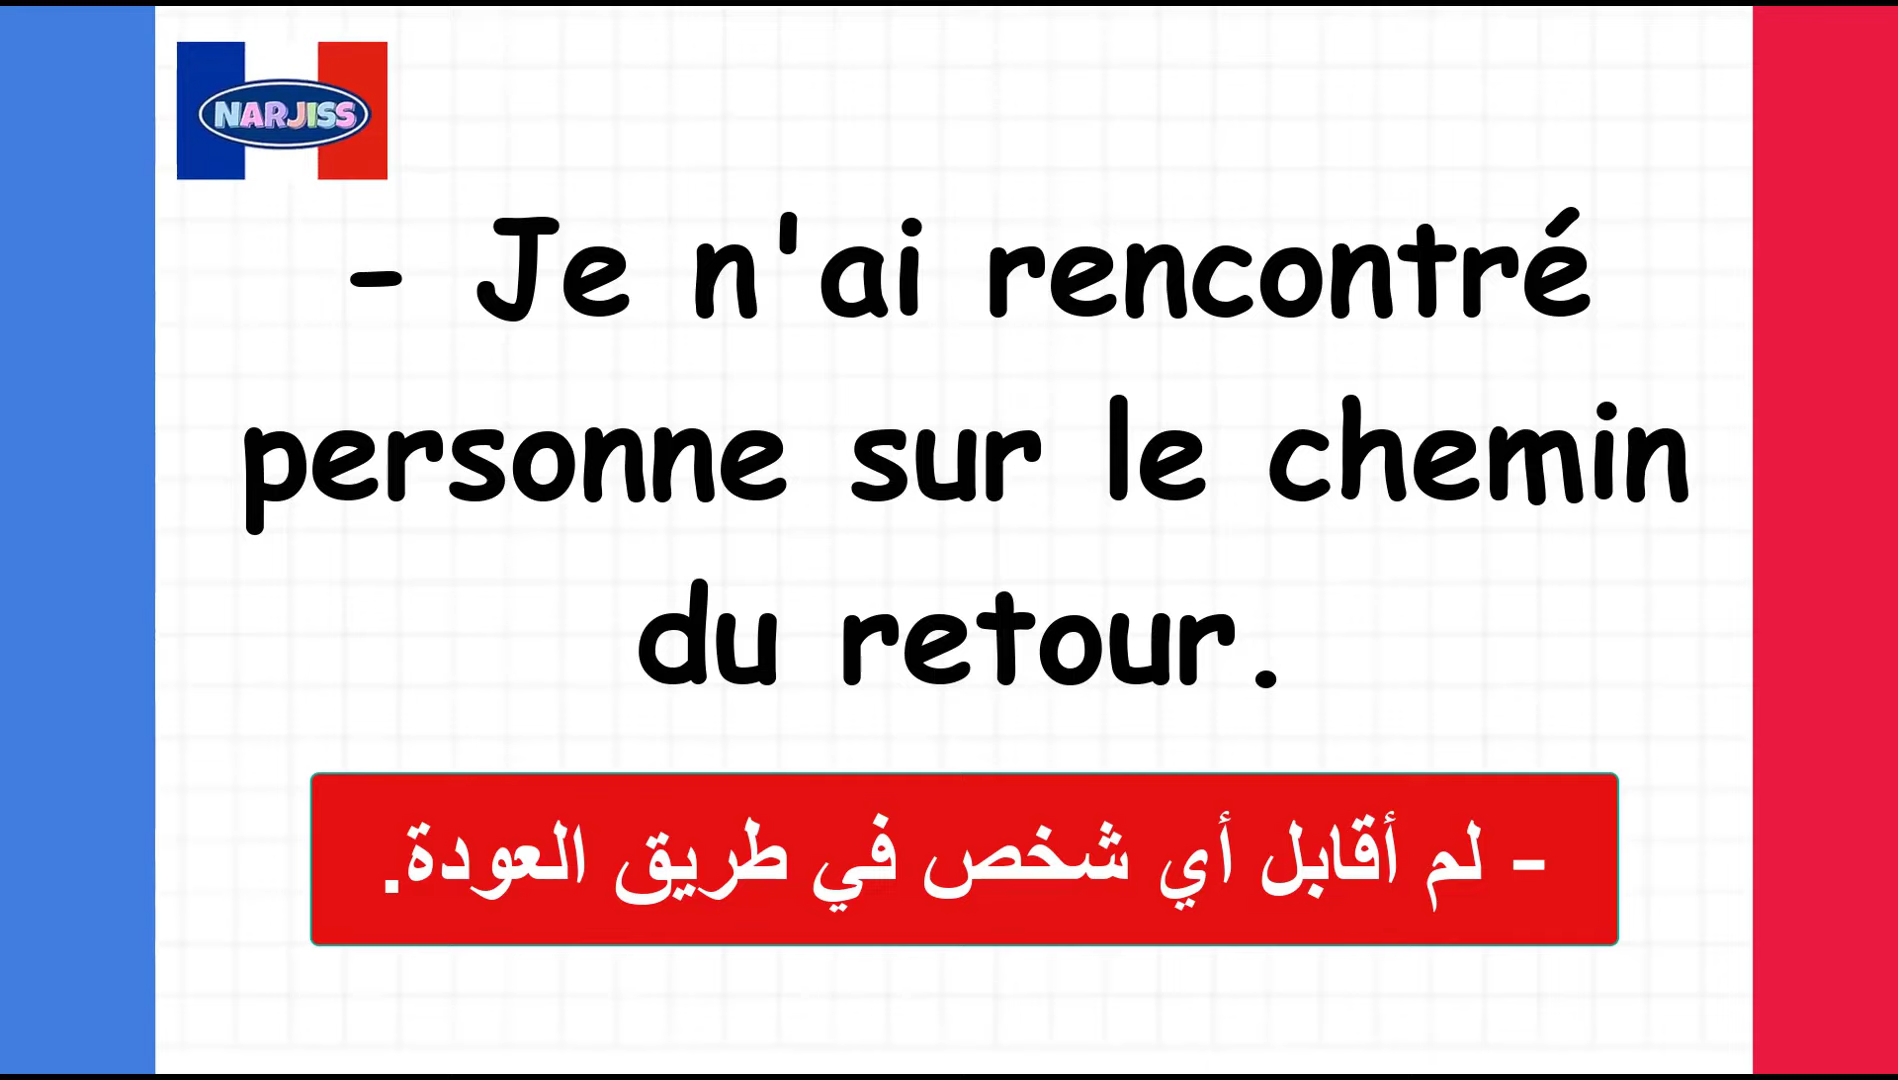 NARJISS
- Je n'ai rencontré
personne sur le chemin
du retour.
- لم أقابل أي شخص في طريق العودة.